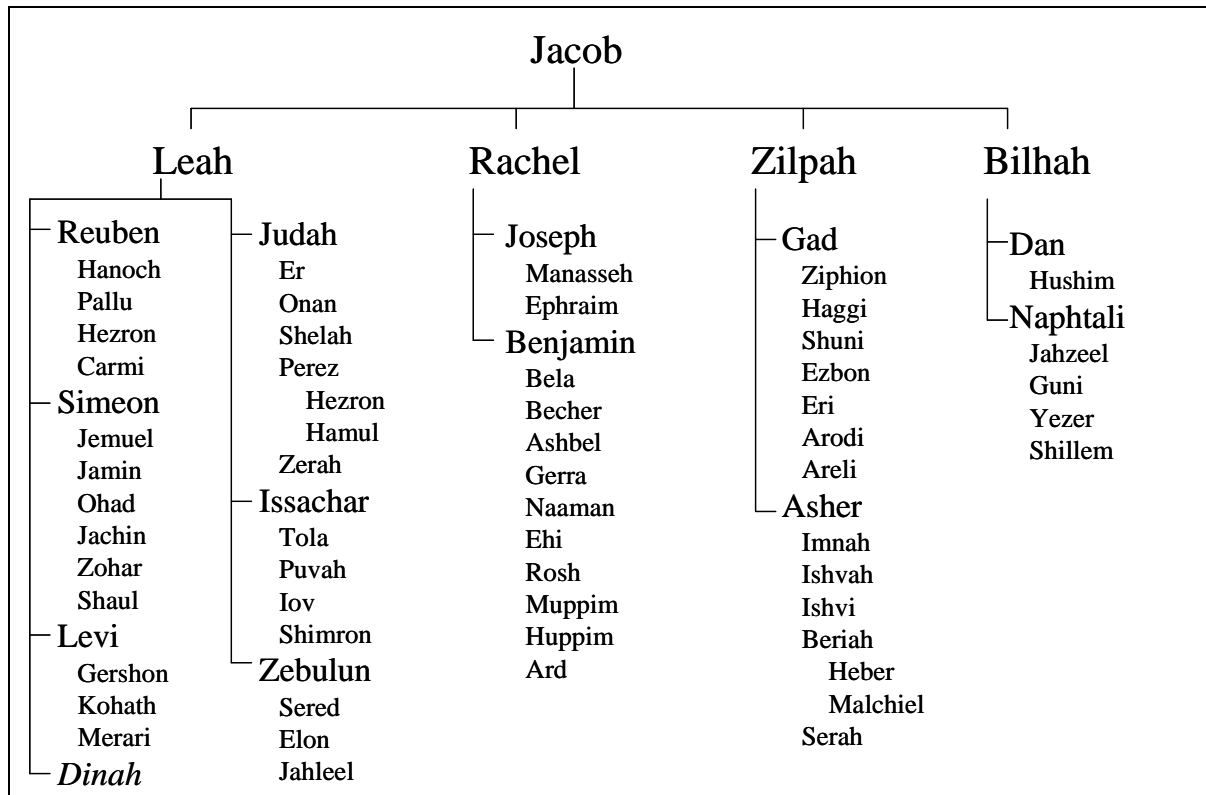 Jacob
Leah
Rachel
Zilpah
Bilhah
Reuben
Hanoch
Pallu
Hezron
Carmi
Simeon
Jemuel
Jamin
Ohad
Jachin
Zohar
Shaul
Levi
Gershon
Kohath
Merari
Dinah
Judah
Er
Onan
Shelah
Perez
Hezron
Hamul
Zerah
Issachar
Tola
Puvah
Iov
Shimron
Zebulun
Sered
Elon
Jahleel
Joseph
Manasseh
Ephraim
Benjamin
Bela
Becher
Ashbel
Gerra
Naaman
Ehi
Rosh
Muppim
Huppim
Ard
Gad
Ziphion
Haggi
Shuni
Ezbon
Eri
Arodi
Areli
Asher
Imnah
Ishvah
Ishvi
Beriah
Heber
Malchiel
Serah
Dan
Hushim
Naphtali
Jahzeel
Guni
Yezer
Shillem